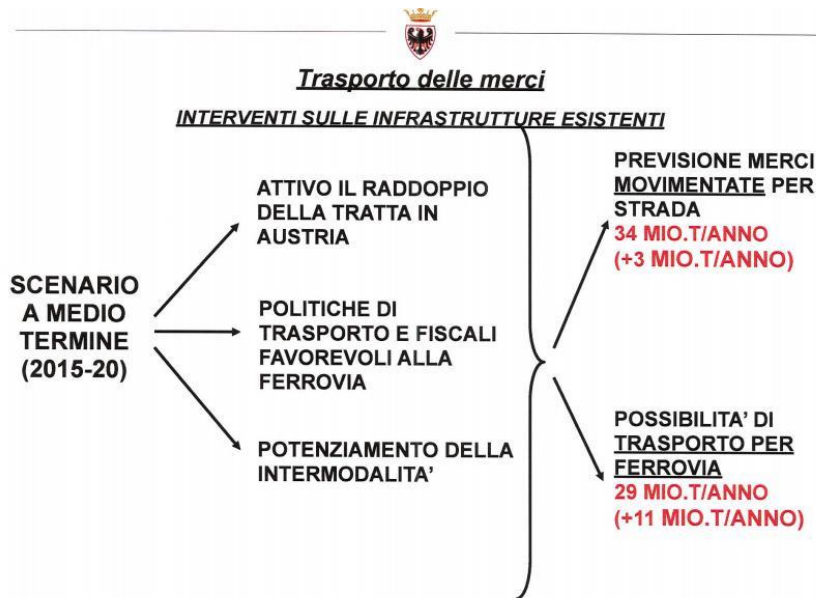 Trasporto delle merci
INTERVENTI SULLE INFRASTRUTTURE ESISTENTI
SCENARIO
A MEDIO
TERMINE
(2015-20)
ATTIVO IL RADDOPPIO
DELLA TRATTA IN
AUSTRIA
POLITICHE DI
TRASPORTO E FISCALI
FAVOREVOLI ALLA
FERROVIA
POTENZIAMENTO DELLA
INTERMODALITA’
PREVISIONE MERCI
MOVIMENTATE PER
STRADA
34 MIO.T/ANNO
(+3 MIO.T/ANNO)
POSSIBILITA’ DI
TRASPORTO PER
FERROVIA
29 MIO.T/ANNO
(+11 MIO.T/ANNO)